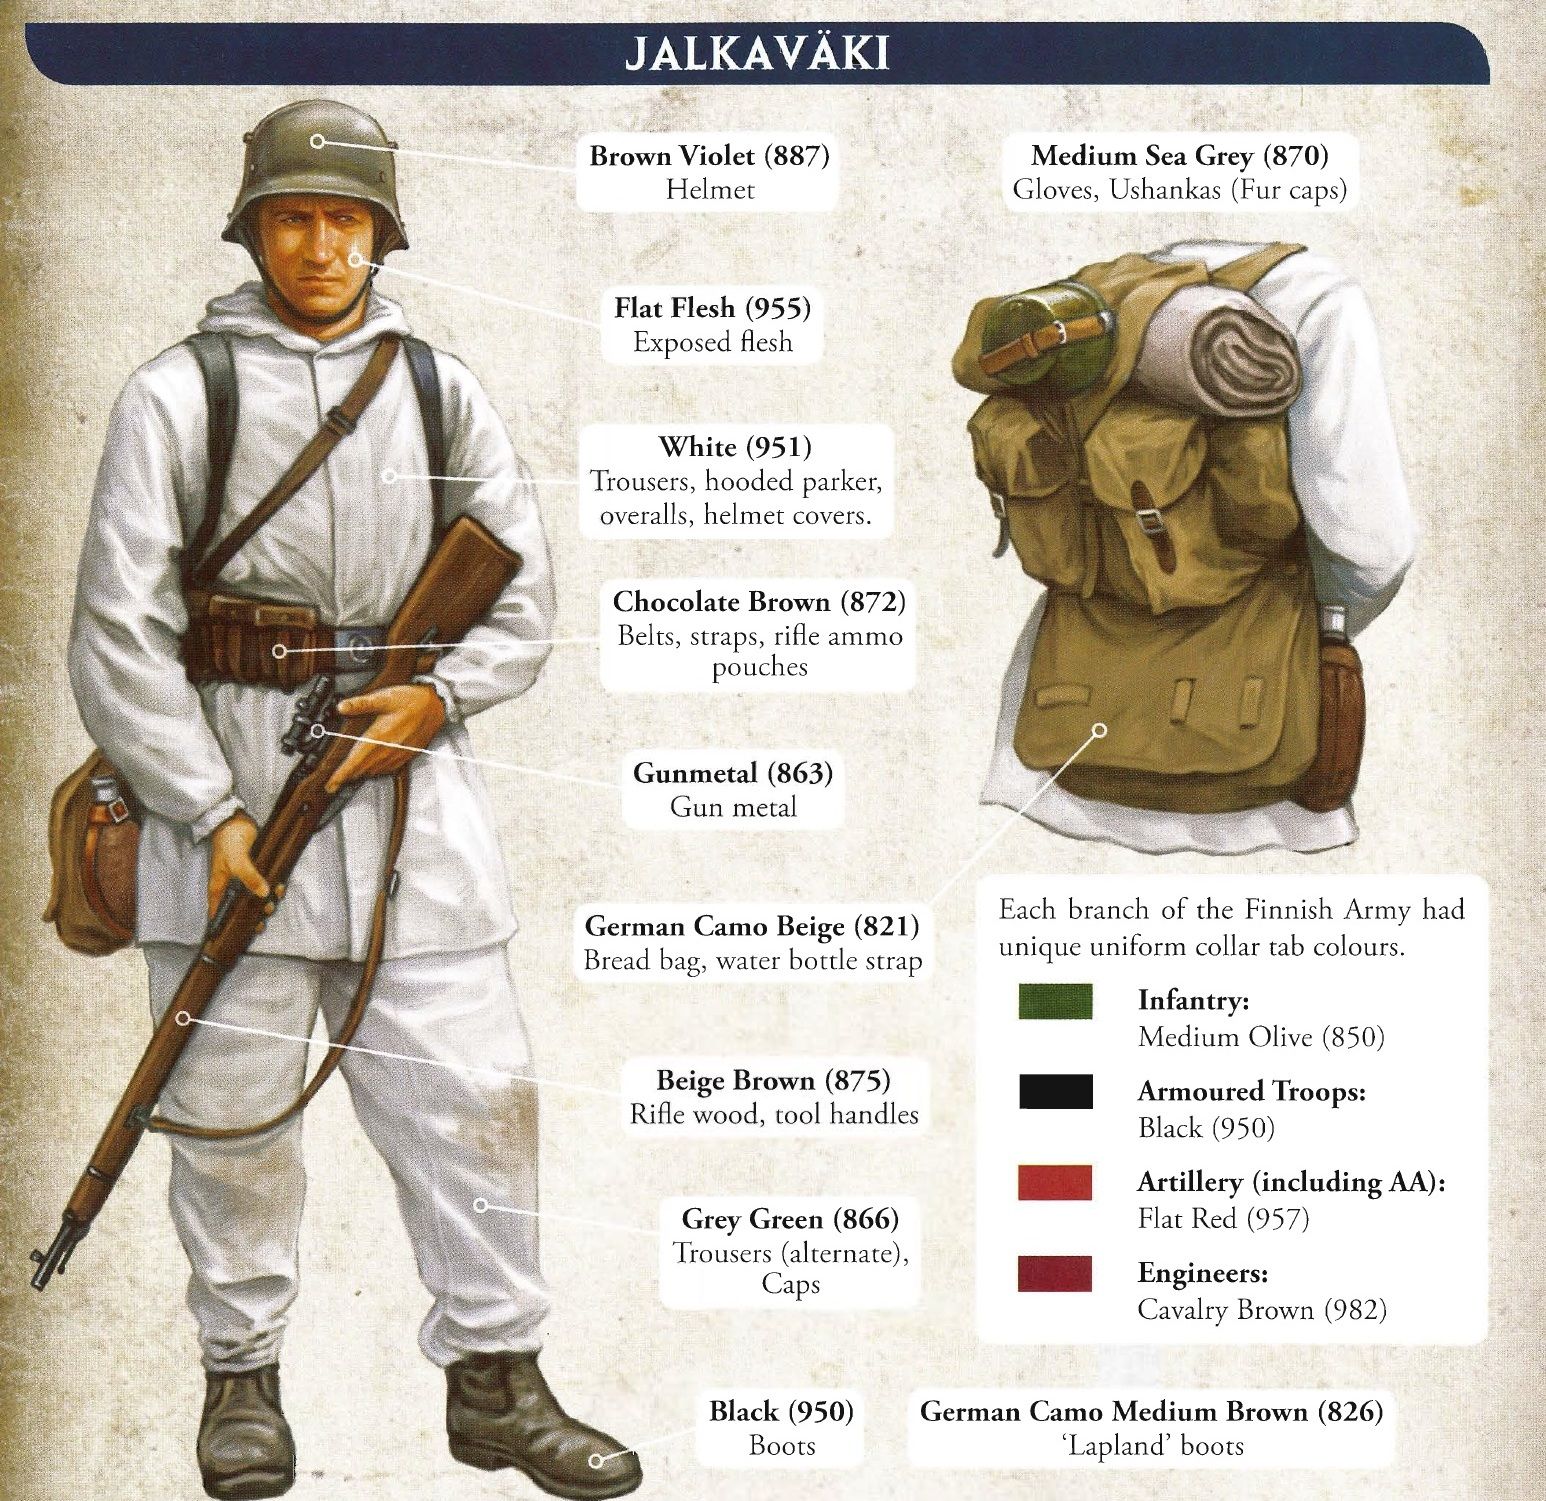 JALKAVÄKI
Brown Violet (887)
Helmet
Medium Sea Grey (870)
Gloves, Ushankas (Fur caps)
Flat Flesh (955)
Exposed flesh
White (951)
Trousers, hooded parker,
overalls, helmet covers.
Chocolate Brown (872)
Belts, straps, rifle ammo
pouches
Gunmetal (863)
Gun metal
German Camo Beige (821)
Bread bag, water bottle strap
Beige Brown (875)
Rifle wood, tool handles
Grey Green (866)
Trousers (alternate),
Caps
Each branch of the Finnish Army had
unique uniform collar tab colours.
Infantry:
Medium Olive (850)
Armoured Troops:
Black (950)
Artillery (including AA):
Flat Red (957)
Engineers:
Cavalry Brown (982)
Black (950)
Boots
German Camo Medium Brown (826)
‘Lapland’ boots